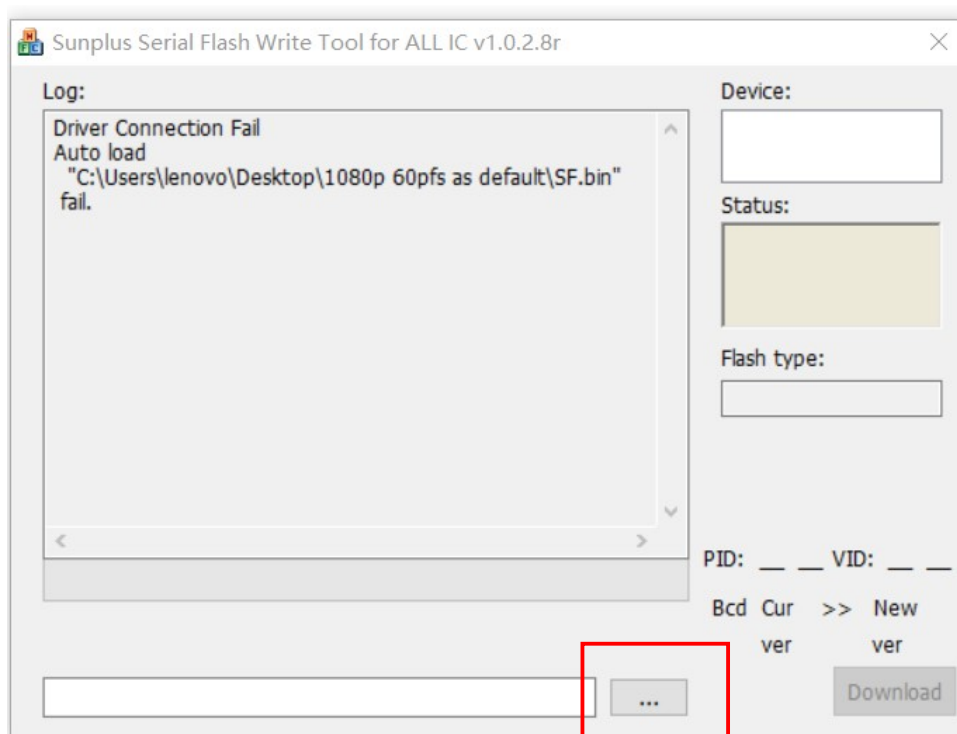 Sunplus Serial Flash Write Tool for ALL IC v1.0.2.8r
Log:
Driver Connection Fail
Auto load
"C:\Users\lenovo\Desktop\1080p 60pfs as default\SF.bin"
fail.
Device:
Status:
Flash type:
PID: __ __ VID: __ __
Bcd Cur >> New
ver ver
...
Download